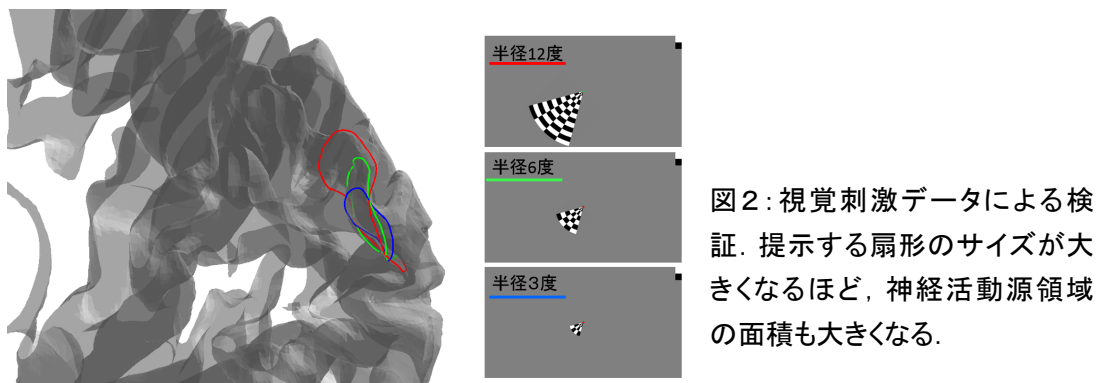 半径12度
半径6度
半径3度
図2:視覚刺激データによる検
証. 提示する扇形のサイズが大
きくなるほど, 神経活動源領域
の面積も大きくなる.